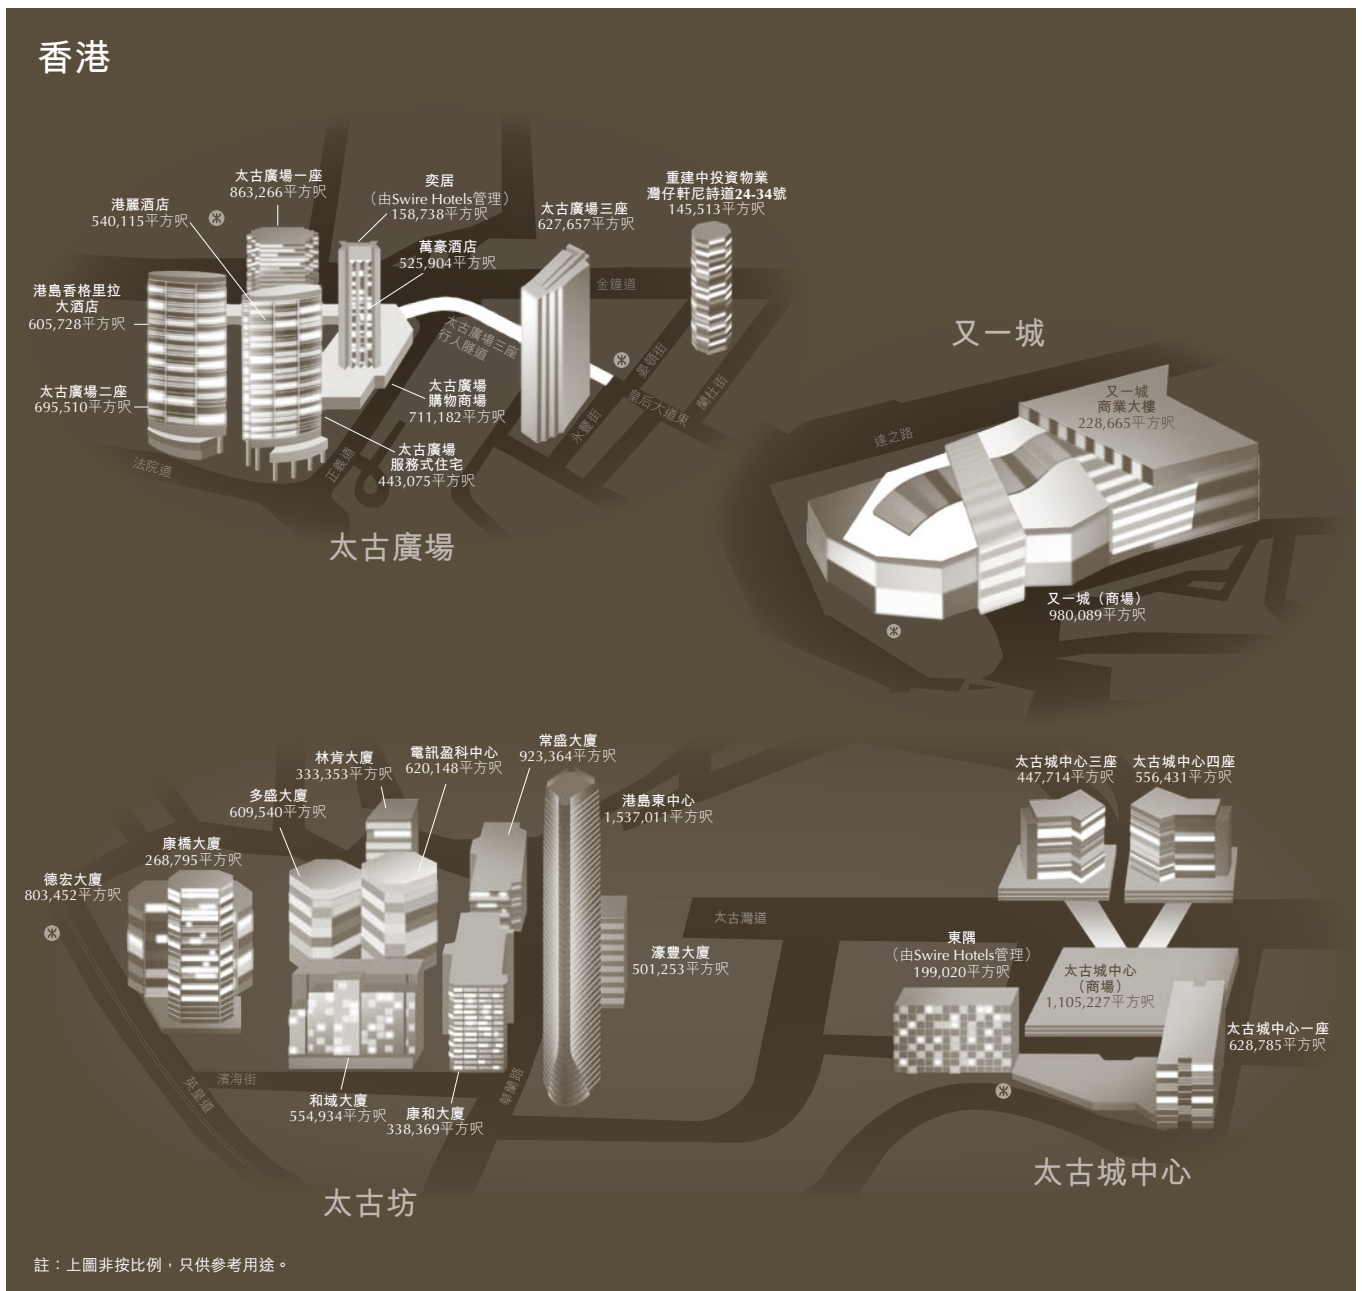 香港
太古廣場一座
863,266平方呎
港麗酒店
540,115平方呎
奕居
（由Swire Hotels管理）
158,738平方呎
萬豪酒店
525,904平方呎
太古廣場三座
627,657平方呎
重建中投資物業
灣仔軒尼詩道24-34號
145,513平方呎
港島香格里拉
大酒店
605,728平方呎
太古廣場二座
695,510平方呎
金鐘道
太古廣場三座
行人隧道
太古廣場
購物商場
711,182平方呎
太古廣場
服務式住宅
443,075平方呎
晏頓街
蘭杜街
皇后大道東
永豐街
正義道
法院道
太古廣場
又一城
又一城
商業大樓
228,665平方呎
達之路
又一城（商場）
980,089平方呎
常盛大廈
923,364平方呎
林肯大廈
333,353平方呎
電訊盈科中心
620,148平方呎
多盛大廈
609,540平方呎
港島東中心
1,537,011平方呎
康橋大廈
268,795平方呎
德宏大廈
803,452平方呎
濠豐大廈
501,253平方呎
太古灣道
英皇道
濱海街
華蘭路
和域大廈
554,934平方呎
康和大廈
338,369平方呎
太古坊
太古城中心三座
447,714平方呎
太古城中心四座
556,431平方呎
東隅
（由Swire Hotels管理）
199,020平方呎
太古城中心
（商場）
1,105,227平方呎
太古城中心一座
628,785平方呎
太古城中心
註：上圖非按比例，只供參考用途。